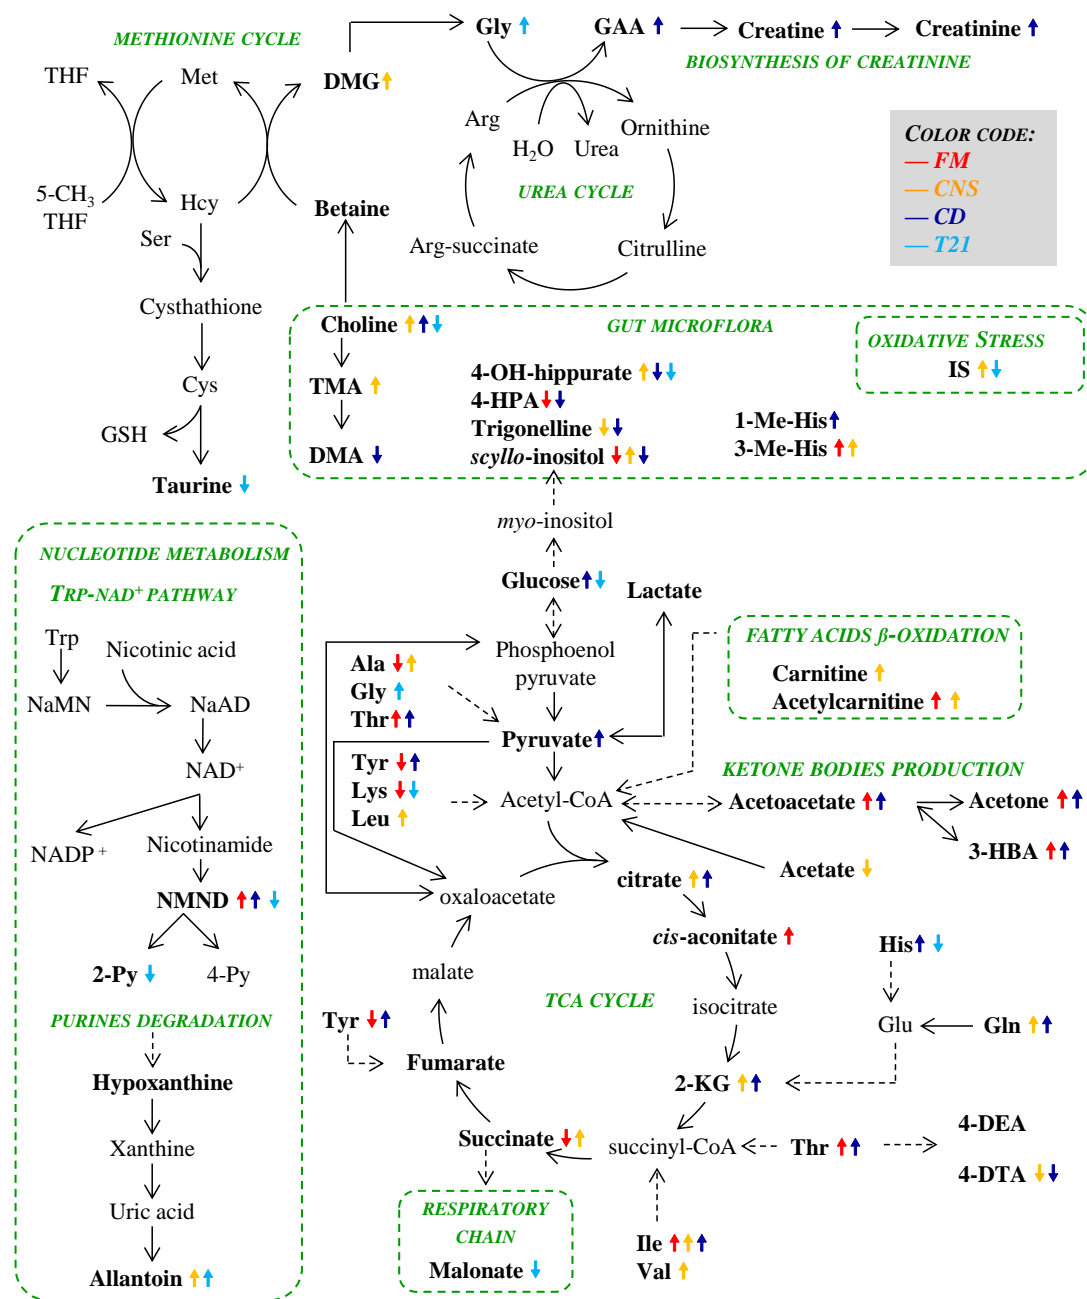 Gly ↑
GAA ↑
Creatine ↑
Creatinine ↑
METHIONINE CYCLE
BIOSYNTHESIS OF CREATININE
THF
Met
DMG ↑
Arg
H₂O
Urea
Ornithine
COLOR CODE:
— FM
— CNS
— CD
— T21
UREA CYCLE
5-CH₃
THF
Hcy
Betaine
Ser
Arg-succinate
Citrulline
Cysthathione
Choline ↑↑↓
GUT MICROFLORA
OXIDATIVE STRESS
IS ↑↓
TMA ↑
4-OH-hippurate ↑↓↓
4-HPA ↓↓
Trigonelline ↓↓
scyllo-inositol ↓↑↓
1-Me-His ↑
3-Me-His ↑↑
Cys
GSH
DMA ↓
Taurine ↓
myo-inositol
NUCLEOTIDE METABOLISM
TRP-NAD⁺ PATHWAY
Glucose ↑↓
Lactate
Trp
Nicotinic acid
Phosphoenol
pyruvate
FATTY ACIDS β-OXIDATION
Carnitine ↑
Acetylcarnitine ↑↑
Ala ↓↑
Gly ↑
Thr ↑↑
NaMN
NaAD
Pyruvate ↑
NAD⁺
Tyr ↓↑
Lys ↓↓
Leu ↑
Acetyl-CoA
KETONE BODIES PRODUCTION
Acetoacetate ↑↑
Acetone ↑↑
3-HBA ↑↑
NADP⁺
Nicotinamide
citrate ↑↑
Acetate ↓
NMND ↑↑↓
oxaloacetate
cis-aconitate ↑
His ↑↓
2-Py ↓
4-Py
malate
TCA CYCLE
isocitrate
PURINES DEGRADATION
Tyr ↓↑
Glu
Gln ↑↑
Hypoxanthine
Fumarate
2-KG ↑↑
Xanthine
Succinate ↓↑
succinyl-CoA
Thr ↑↑
4-DEA
4-DTA ↓↓
Uric acid
RESPIRATORY
CHAIN
Malonate ↓
Ile ↑↑↑
Val ↑
Allantoin ↑↑